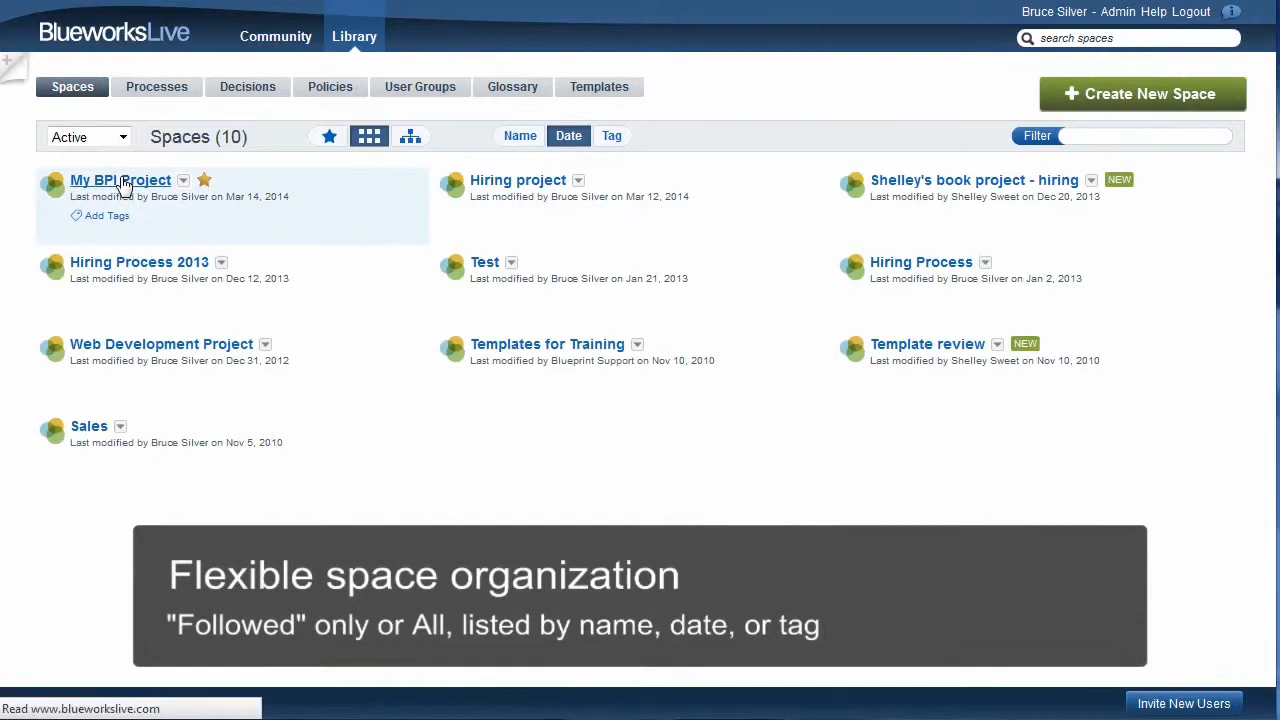 Bruce Silver - Admin Help Logout
BlueworksLive Community Library
search spaces
Spaces Processes Decisions Policies User Groups Glossary Templates
Create New Space
Active Spaces (10) Name Date Tag Filter
My BPI Project Hiring project Shelley's book project - hiring NEW
Last modified by Bruce Silver on Mar 14, 2014 Last modified by Bruce Silver on Mar 12, 2014 Last modified by Shelley Sweet on Dec 20, 2013
Add Tags
Hiring Process 2013 Test Hiring Process
Last modified by Bruce Silver on Dec 12, 2013 Last modified by Bruce Silver on Jan 21, 2013 Last modified by Bruce Silver on Jan 2, 2013
Web Development Project Templates for Training Template review NEW
Last modified by Bruce Silver on Dec 31, 2012 Last modified by Blueprint Support on Nov 10, 2010 Last modified by Shelley Sweet on Nov 10, 2010
Sales
Last modified by Bruce Silver on Nov 5, 2010
Flexible space organization
"Followed" only or All, listed by name, date, or tag
Read www.blueworkslive.com
Invite New Users